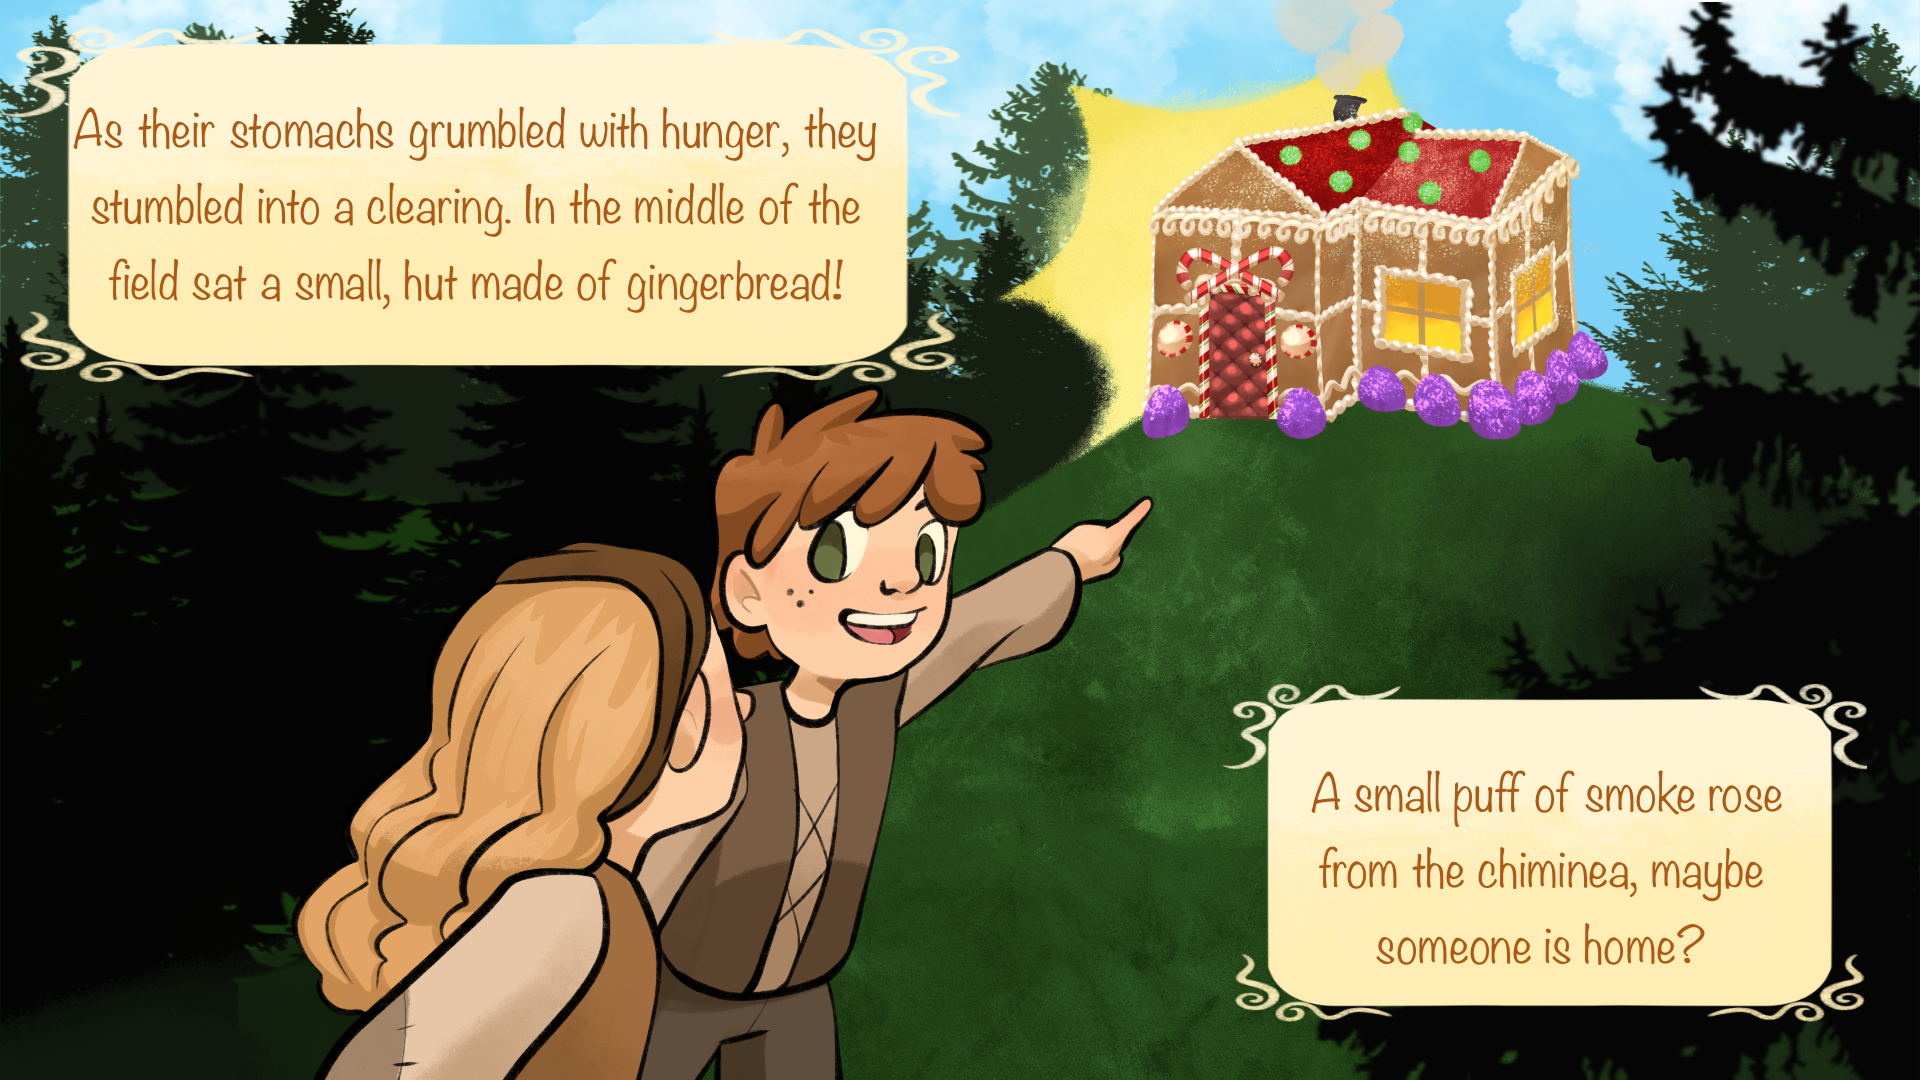 As their stomachs grumbled with hunger, they
stumbled into a clearing. In the middle of the
field sat a small, hut made of gingerbread!
A small puff of smoke rose
from the chiminea, maybe
someone is home?